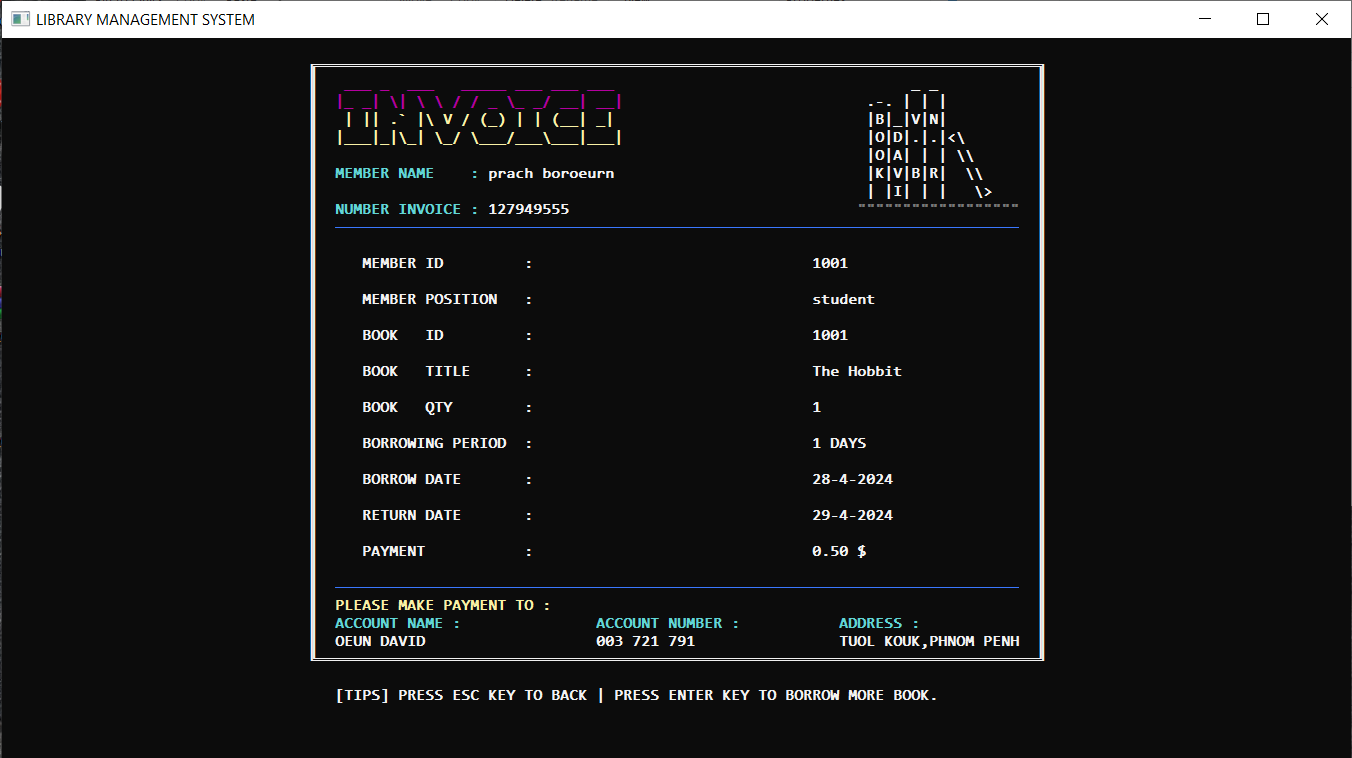 LIBRARY MANAGEMENT SYSTEM
INVOICE
MEMBER NAME : prach boroeurn
NUMBER INVOICE : 127949555
MEMBER ID : 1001
MEMBER POSITION : student
BOOK ID : 1001
BOOK TITLE : The Hobbit
BOOK QTY : 1
BORROWING PERIOD : 1 DAYS
BORROW DATE : 28-4-2024
RETURN DATE : 29-4-2024
PAYMENT : 0.50 $
PLEASE MAKE PAYMENT TO :
ACCOUNT NAME : ACCOUNT NUMBER : ADDRESS :
OEUN DAVID 003 721 791 TUOL KOUK,PHNOM PENH
[TIPS] PRESS ESC KEY TO BACK | PRESS ENTER KEY TO BORROW MORE BOOK.